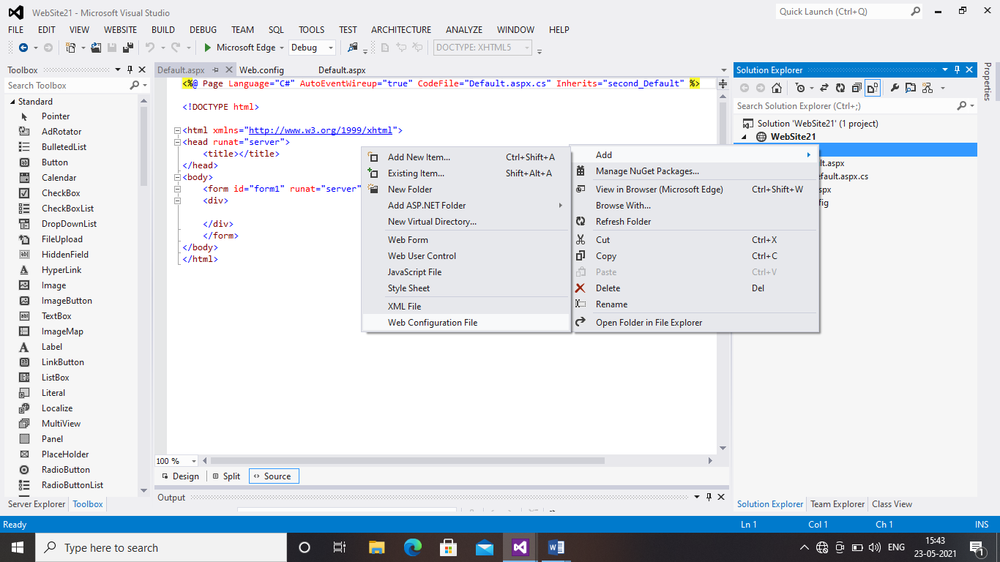 WebSite21 - Microsoft Visual Studio
Quick Launch (Ctrl+Q)
FILE EDIT VIEW WEBSITE BUILD DEBUG TEAM SQL TOOLS TEST ARCHITECTURE ANALYZE WINDOW HELP
Microsoft Edge Debug DOCTYPE: XHTML5
Toolbox
Search Toolbox
Standard
Pointer
AdRotator
BulletedList
Button
Calendar
CheckBox
CheckBoxList
DropDownList
FileUpload
HiddenField
HyperLink
Image
ImageButton
TextBox
ImageMap
Label
LinkButton
ListBox
Literal
Localize
MultiView
Panel
PlaceHolder
RadioButton
RadioButtonList
Server Explorer Toolbox
Default.aspx Web.config Default.aspx
<%@ Page Language="C#" AutoEventWireup="true" CodeFile="Default.aspx.cs" Inherits="second_Default" %>
<!DOCTYPE html>
<html xmlns="http://www.w3.org/1999/xhtml">
<head runat="server">
<title></title>
</head>
<body>
<form id="form1" runat="server"
<div>
</div>
</form>
</body>
</html>
Add New Item... Ctrl+Shift+A
Existing Item... Shift+Alt+A
New Folder
Add ASP.NET Folder
New Virtual Directory...
Web Form
Web User Control
JavaScript File
Style Sheet
XML File
Web Configuration File
Add
Manage NuGet Packages...
View in Browser (Microsoft Edge) Ctrl+Shift+W
Browse With...
Refresh Folder
Cut Ctrl+X
Copy Ctrl+C
Paste Ctrl+V
Delete Del
Rename
Open Folder in File Explorer
100 %
Design Split Source
Output
Solution Explorer
Search Solution Explorer (Ctrl+;)
Solution 'WebSite21' (1 project)
WebSite21
.aspx
efault.aspx.cs
spx
fig
Solution Explorer Team Explorer Class View
Properties
Ready Ln 1 Col 1 Ch 1 INS
Type here to search
ENG
15:43
23-05-2021
1